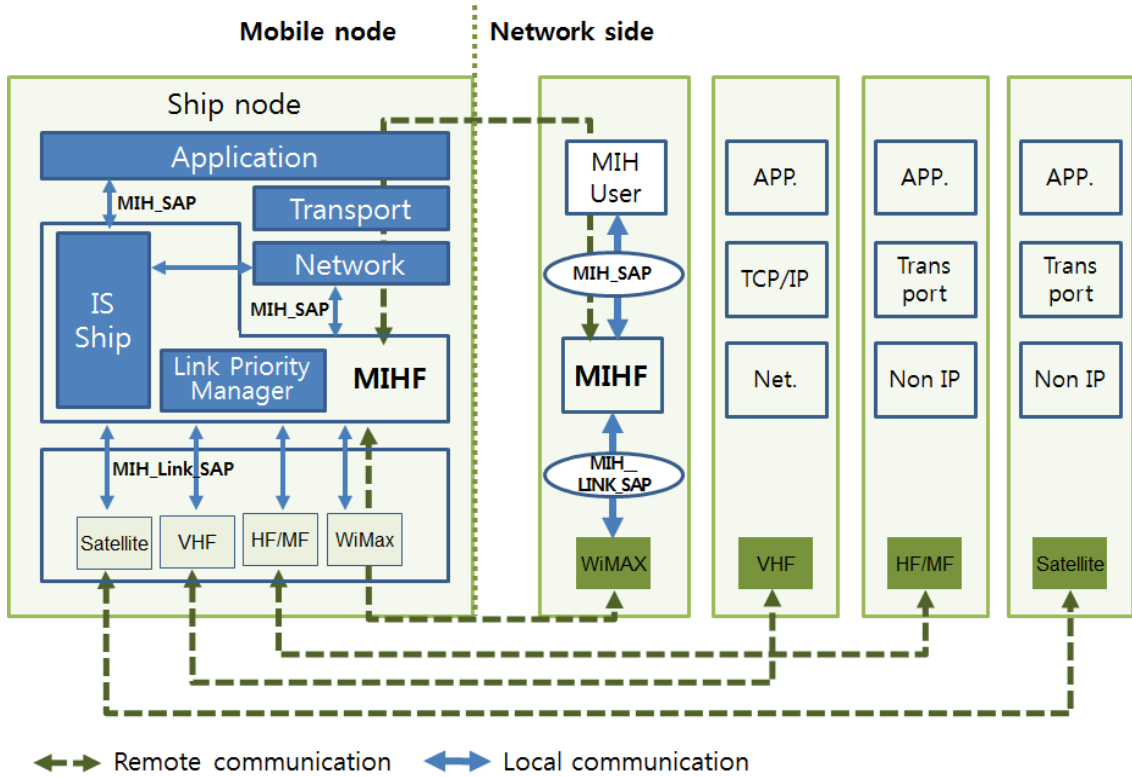 Mobile node
Network side
Ship node
Application
MIH_SAP
Transport
Network
IS
Ship
MIH_SAP
Link Priority
Manager
MIHF
MIH_Link_SAP
Satellite
VHF
HF/MF
WiMax
MIH
User
MIH_SAP
MIHF
MIH_
LINK_SAP
WiMAX
APP.
TCP/IP
Net.
VHF
APP.
Trans
port
Non IP
HF/MF
APP.
Trans
port
Non IP
Satellite
Remote communication
Local communication